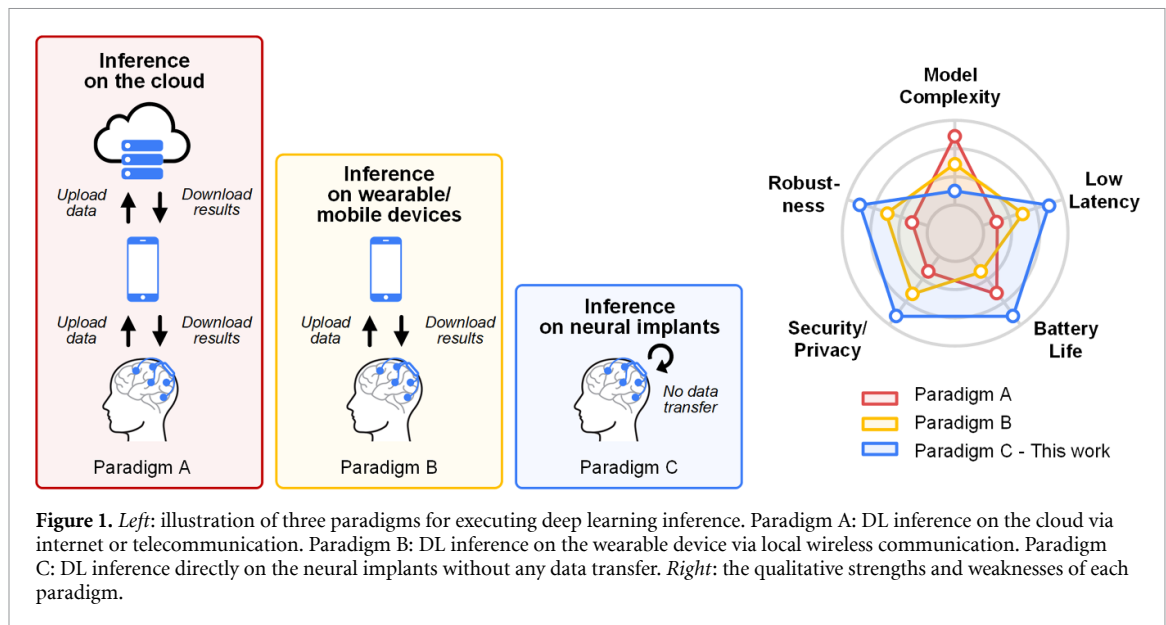 Inference
on the cloud
Upload
data
Download
results
Upload
data
Download
results
Paradigm A
Inference
on wearable/
mobile devices
Upload
data
Download
results
Paradigm B
Inference
on neural implants
No data
transfer
Paradigm C
Model
Complexity
Robust-
ness
Low
Latency
Security/
Privacy
Battery
Life
Paradigm A
Paradigm B
Paradigm C - This work
Figure 1. Left: illustration of three paradigms for executing deep learning inference. Paradigm A: DL inference on the cloud via
internet or telecommunication. Paradigm B: DL inference on the wearable device via local wireless communication. Paradigm
C: DL inference directly on the neural implants without any data transfer. Right: the qualitative strengths and weaknesses of each
paradigm.